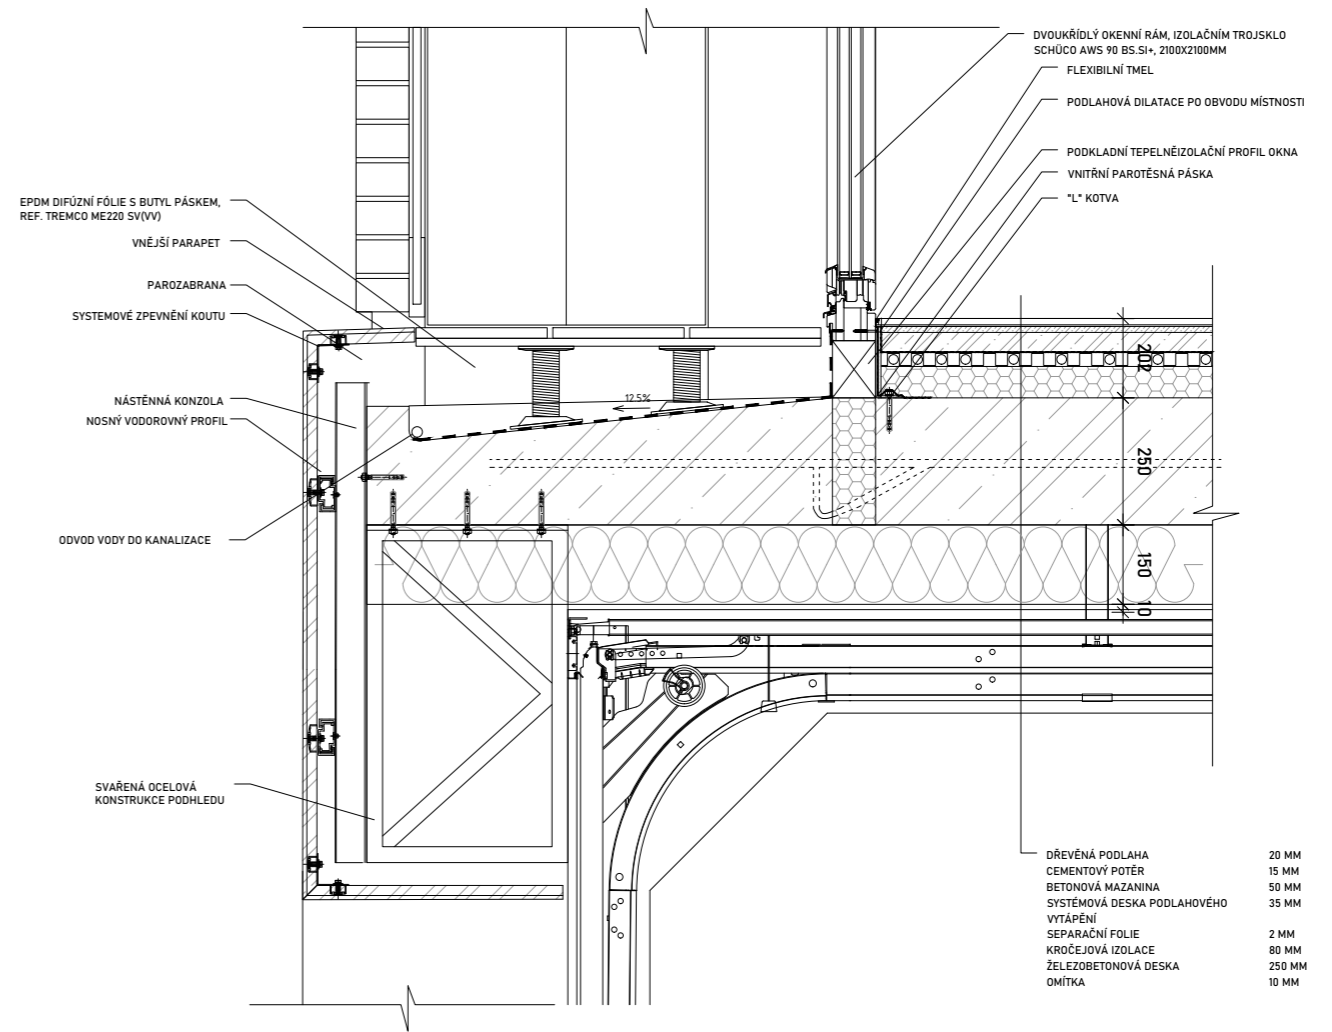 DVOUKŘÍDLÝ OKENNÍ RÁM, IZOLAČNÍM TROJSKLO
SCHÜCO AWS 90 BS.SI+, 2100X2100MM
FLEXIBILNÍ TMEL
PODLAHOVÁ DILATACE PO OBVODU MÍSTNOSTI
PODKLADNÍ TEPELNĚIZOLAČNÍ PROFIL OKNA
VNITŘNÍ PAROTĚSNÁ PÁSKA
"L" KOTVA
EPDM DIFÚZNÍ FÓLIE S BUTYL PÁSKEM,
REF. TREMCO ME220 SV(VV)
VNĚJŠÍ PARAPET
PAROZABRANA
SYSTEMOVÉ ZPEVNĚNÍ KOUTU
NÁSTĚNNÁ KONZOLA
NOSNÝ VODOROVNÝ PROFIL
ODVOD VODY DO KANALIZACE
SVAŘENÁ OCELOVÁ
KONSTRUKCE PODHLEDU
12.5%
202
250
150
10
DŘEVĚNÁ PODLAHA 20 MM
CEMENTOVÝ POTĚR 15 MM
BETONOVÁ MAZANINA 50 MM
SYSTÉMOVÁ DESKA PODLAHOVÉHO 35 MM
VYTÁPĚNÍ
SEPARAČNÍ FOLIE 2 MM
KROČEJOVÁ IZOLACE 80 MM
ŽELEZOBETONOVÁ DESKA 250 MM
OMÍTKA 10 MM